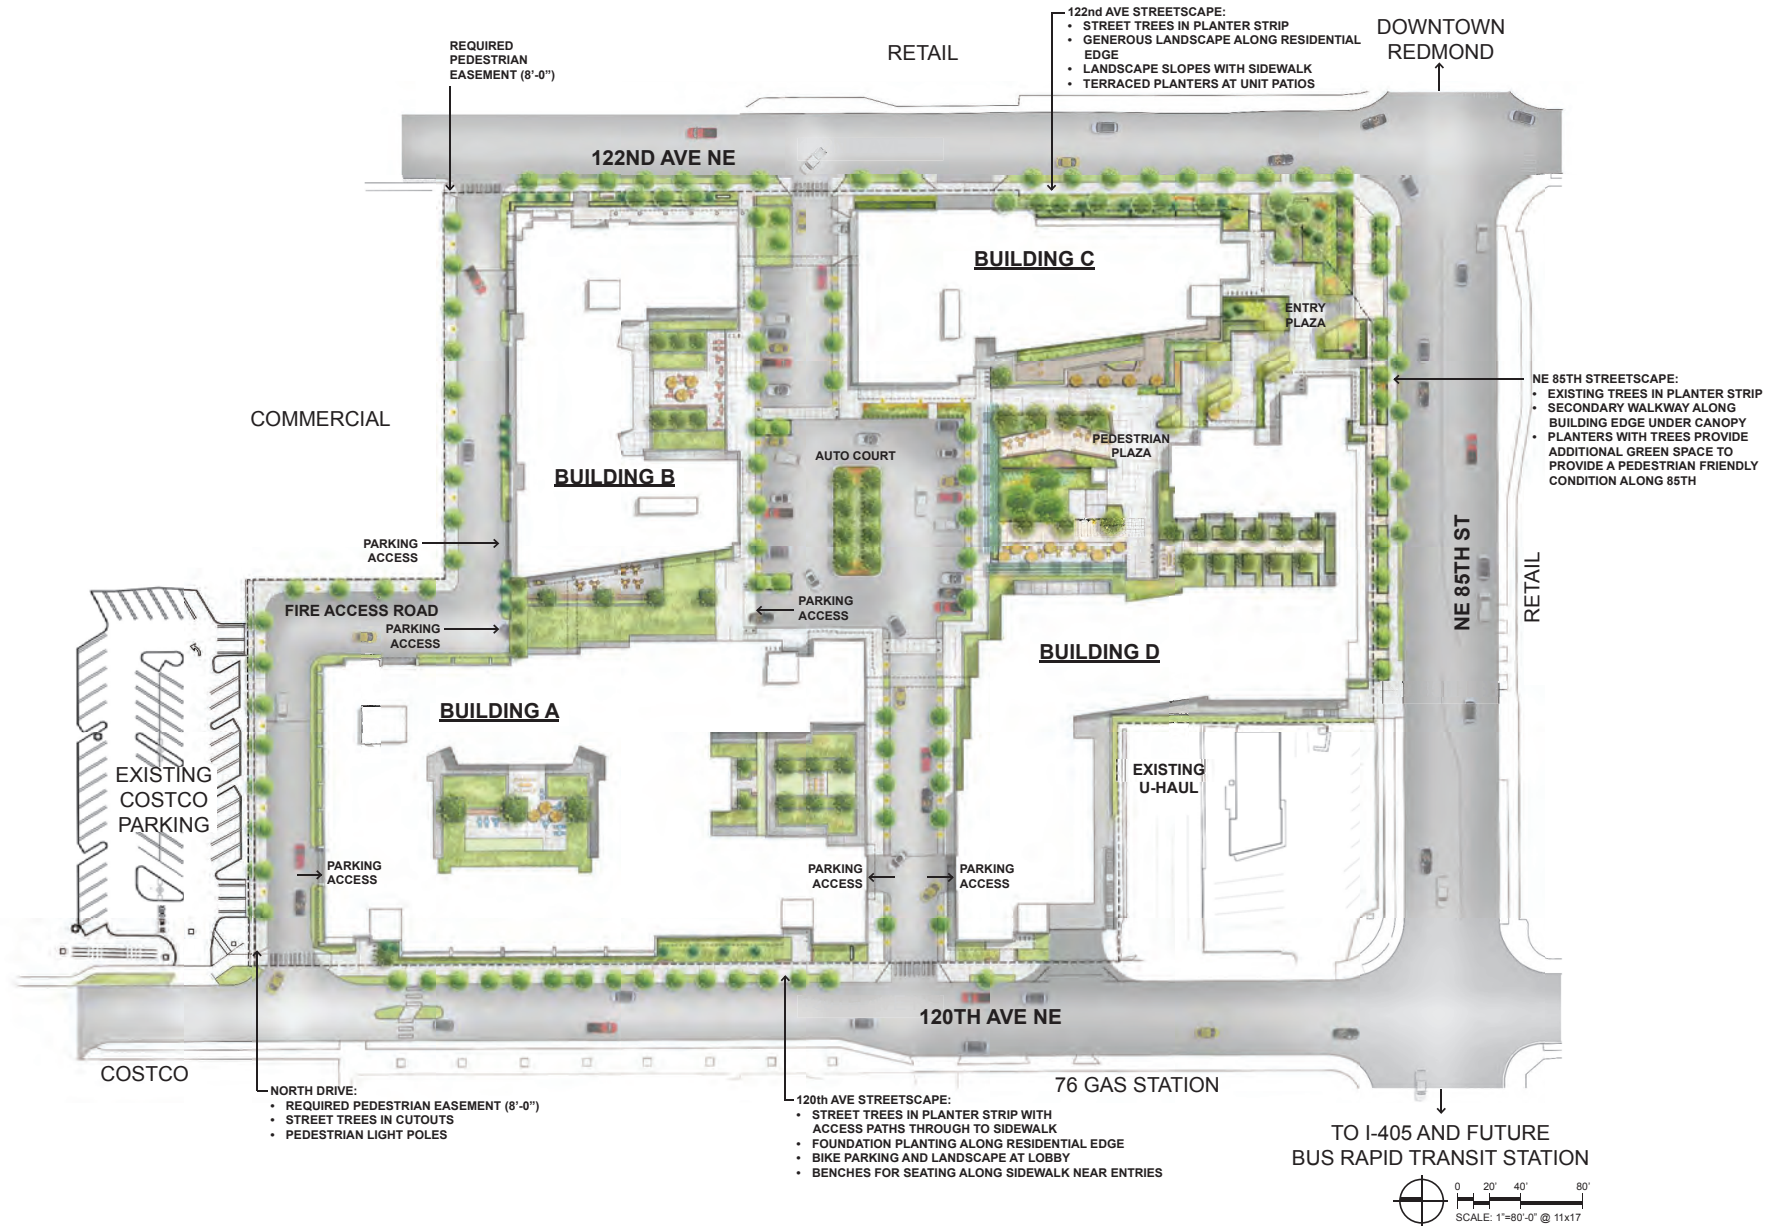 122nd AVE STREETSCAPE:
• STREET TREES IN PLANTER STRIP
• GENEROUS LANDSCAPE ALONG RESIDENTIAL
EDGE
• LANDSCAPE SLOPES WITH SIDEWALK
• TERRACED PLANTERS AT UNIT PATIOS
DOWNTOWN
REDMOND
RETAIL
REQUIRED
PEDESTRIAN
EASEMENT (8'-0")
122ND AVE NE
BUILDING C
ENTRY
PLAZA
NE 85TH STREETSCAPE:
• EXISTING TREES IN PLANTER STRIP
• SECONDARY WALKWAY ALONG
BUILDING EDGE UNDER CANOPY
• PLANTERS WITH TREES PROVIDE
ADDITIONAL GREEN SPACE TO
PROVIDE A PEDESTRIAN FRIENDLY
CONDITION ALONG 85TH
COMMERCIAL
PEDESTRIAN
PLAZA
AUTO COURT
BUILDING B
PARKING
ACCESS
NE 85TH ST
RETAIL
FIRE ACCESS ROAD
PARKING
ACCESS
PARKING
ACCESS
BUILDING D
BUILDING A
EXISTING
COSTCO
PARKING
EXISTING
U-HAUL
PARKING
ACCESS
PARKING
ACCESS
PARKING
ACCESS
120TH AVE NE
COSTCO
76 GAS STATION
NORTH DRIVE:
• REQUIRED PEDESTRIAN EASEMENT (8'-0")
• STREET TREES IN CUTOUTS
• PEDESTRIAN LIGHT POLES
120th AVE STREETSCAPE:
• STREET TREES IN PLANTER STRIP WITH
ACCESS PATHS THROUGH TO SIDEWALK
• FOUNDATION PLANTING ALONG RESIDENTIAL EDGE
• BIKE PARKING AND LANDSCAPE AT LOBBY
• BENCHES FOR SEATING ALONG SIDEWALK NEAR ENTRIES
TO I-405 AND FUTURE
BUS RAPID TRANSIT STATION
0 20' 40' 80'
SCALE: 1"=80'-0" @ 11x17